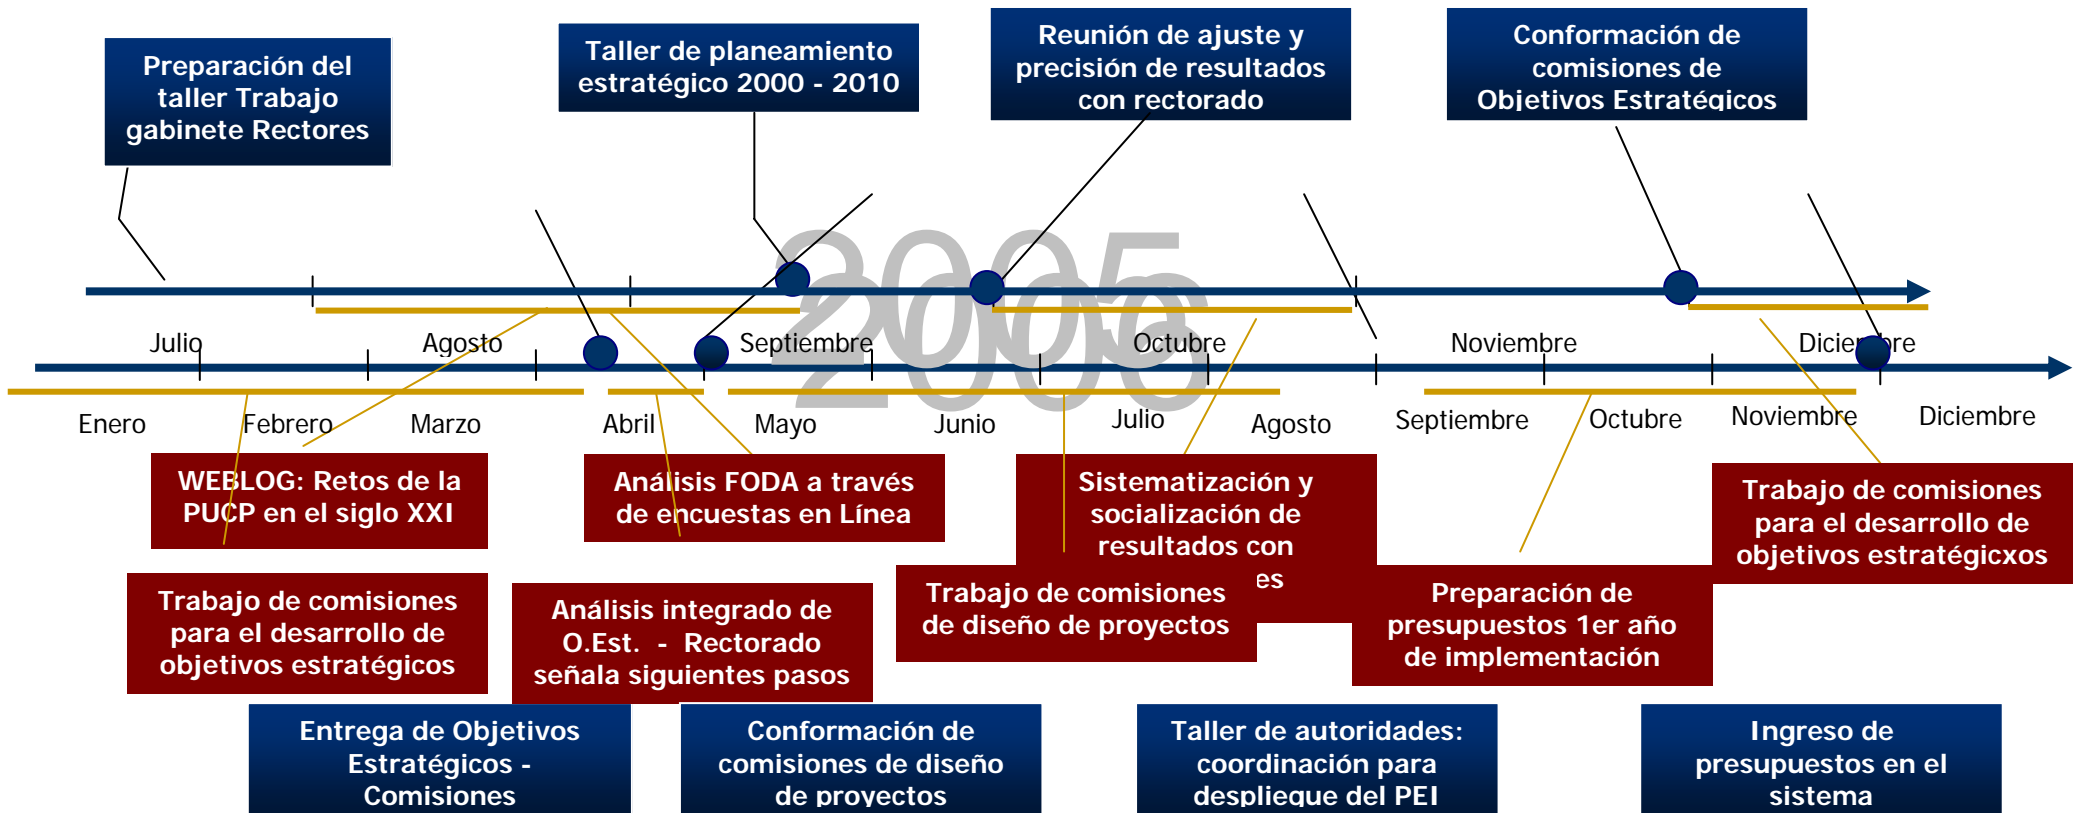 Preparación del
taller Trabajo
gabinete Rectores
Taller de planeamiento
estratégico 2000 - 2010
Reunión de ajuste y
precisión de resultados
con rectorado
Conformación de
comisiones de
Objetivos Estratégicos
2005
Julio
Agosto
Septiembre
Octubre
Noviembre
Diciembre
2006
Enero
Febrero
Marzo
Abril
Mayo
Junio
Julio
Agosto
Septiembre
Octubre
Noviembre
Diciembre
WEBLOG: Retos de la
PUCP en el siglo XXI
Análisis FODA a través
de encuestas en Línea
Sistematización y
socialización de
resultados con
es
Trabajo de comisiones
para el desarrollo de
objetivos estratégicxos
Trabajo de comisiones
para el desarrollo de
objetivos estratégicos
Análisis integrado de
O.Est. - Rectorado
señala siguientes pasos
Trabajo de comisiones
de diseño de proyectos
Preparación de
presupuestos 1er año
de implementación
Entrega de Objetivos
Estratégicos -
Comisiones
Conformación de
comisiones de diseño
de proyectos
Taller de autoridades:
coordinación para
despliegue del PEI
Ingreso de
presupuestos en el
sistema